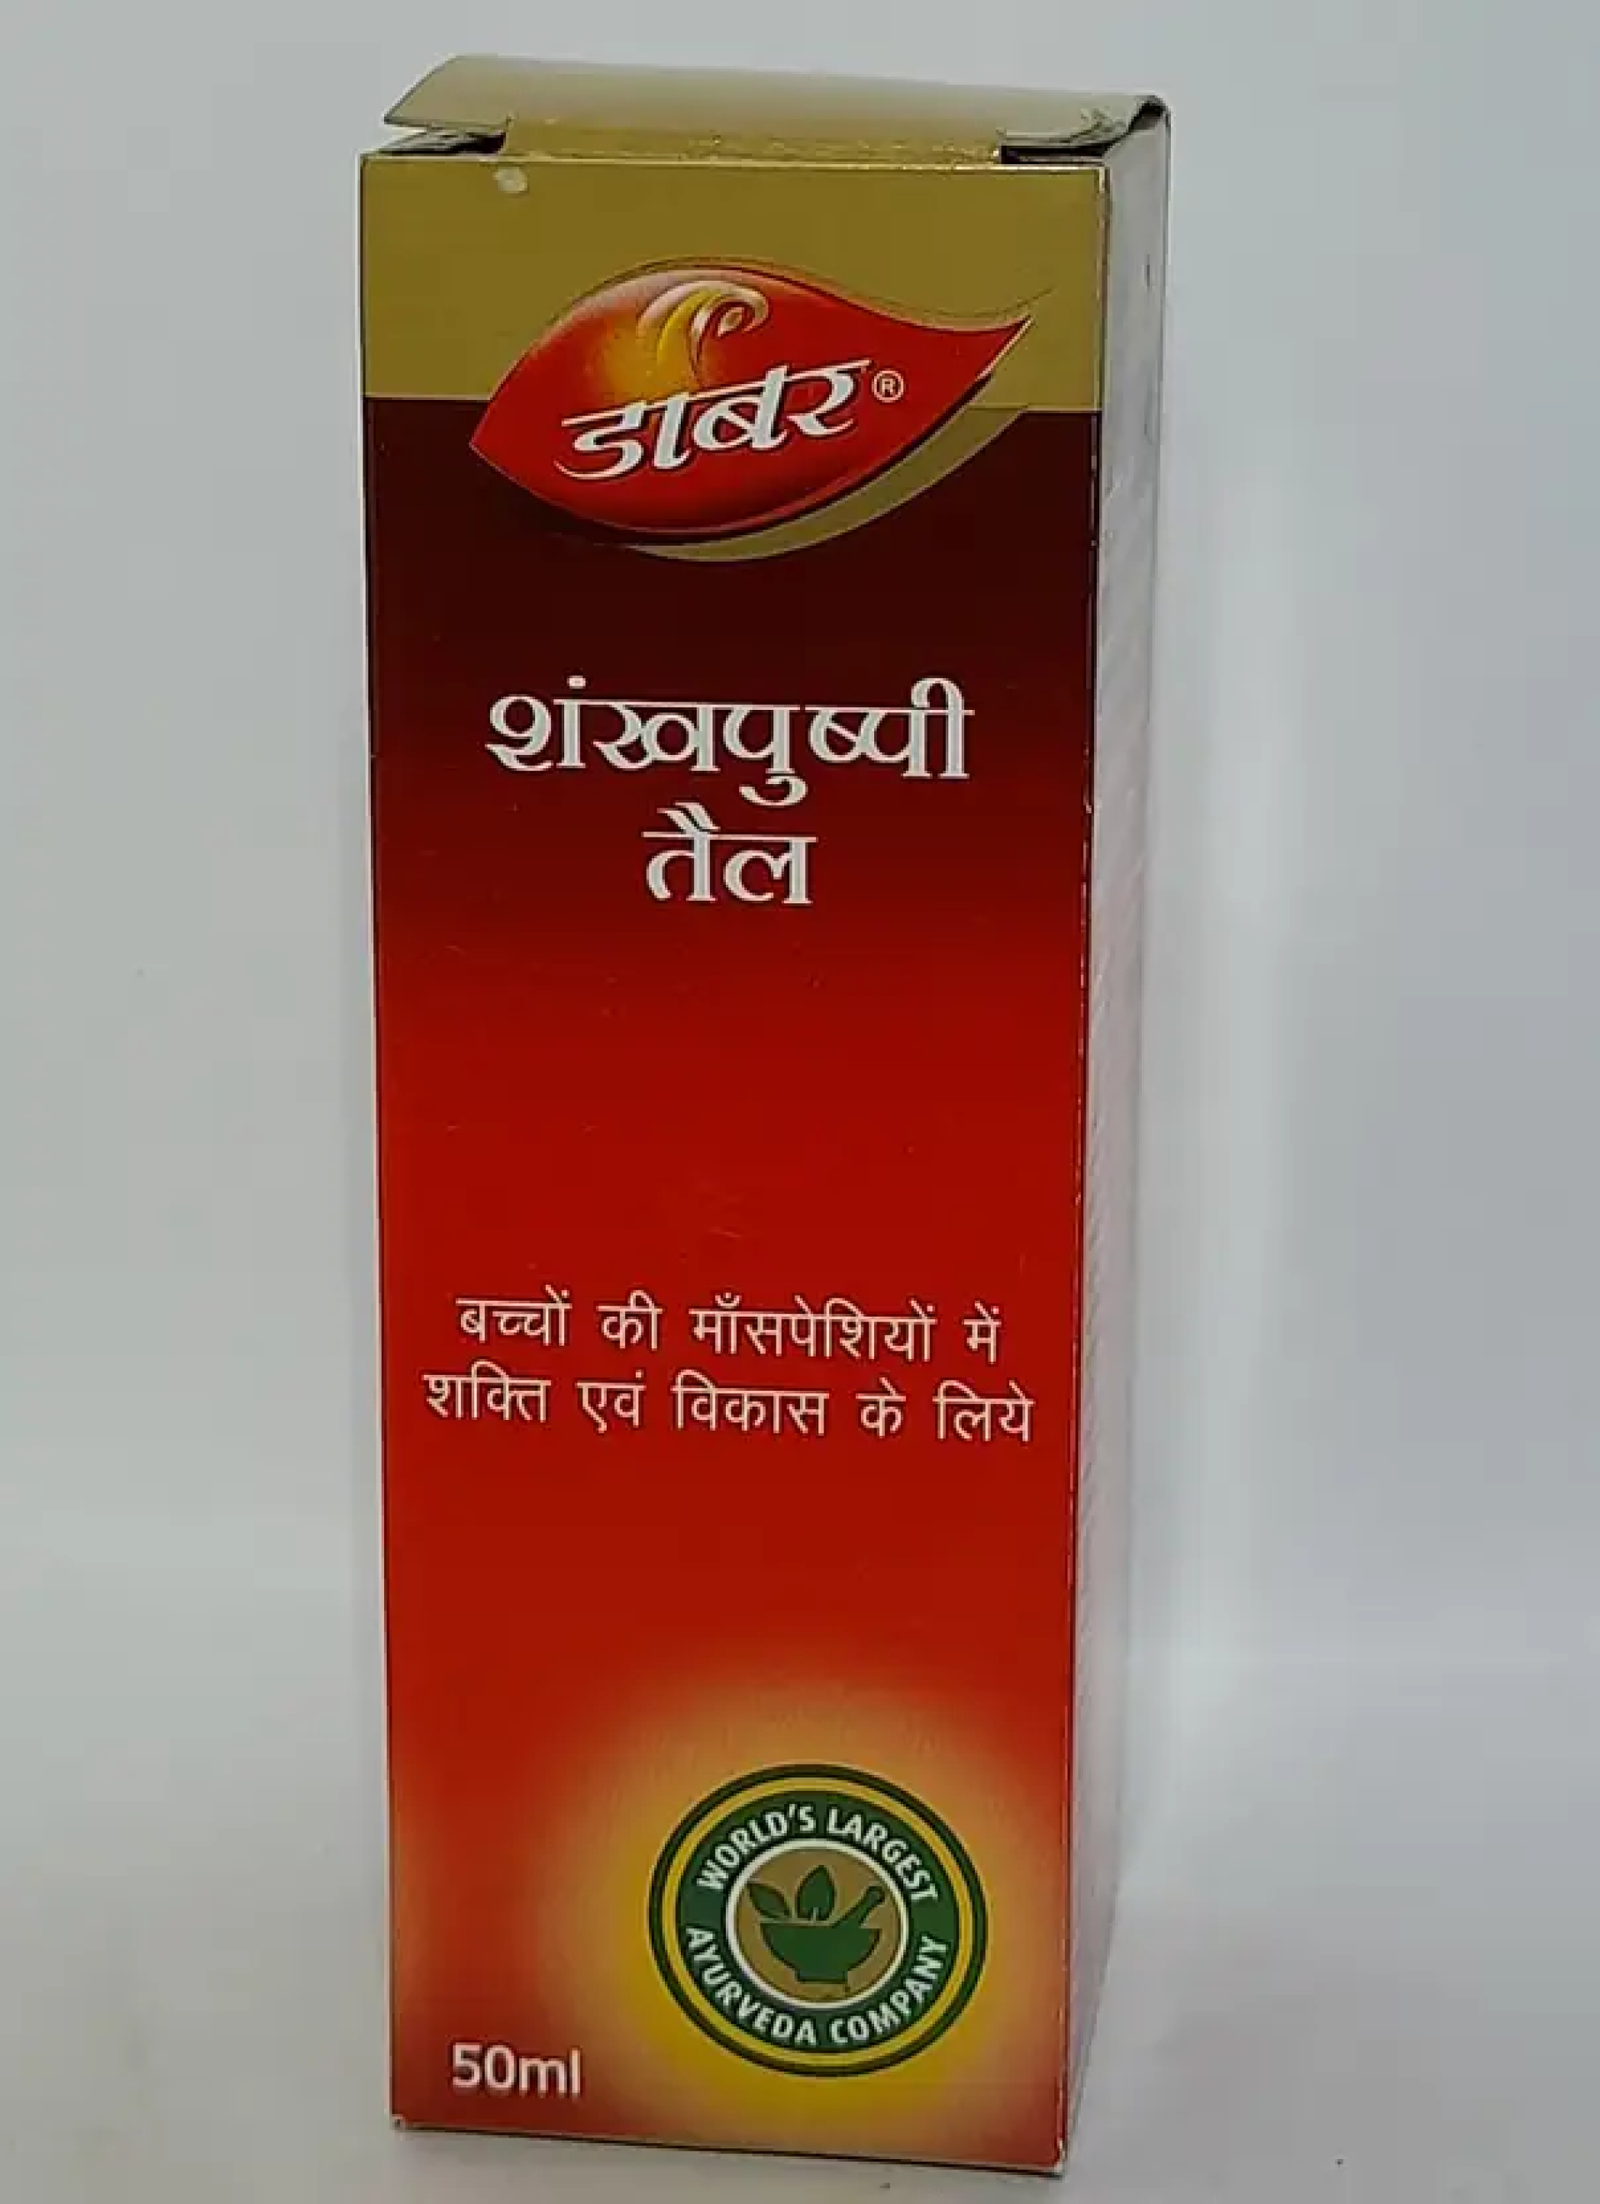 डाबर®
शंखपुष्पी
तैल
बच्चों की माँसपेशियों में
शक्ति एवं विकास के लिये
WORLD'S LARGEST
AYURVEDA COMPANY
50ml